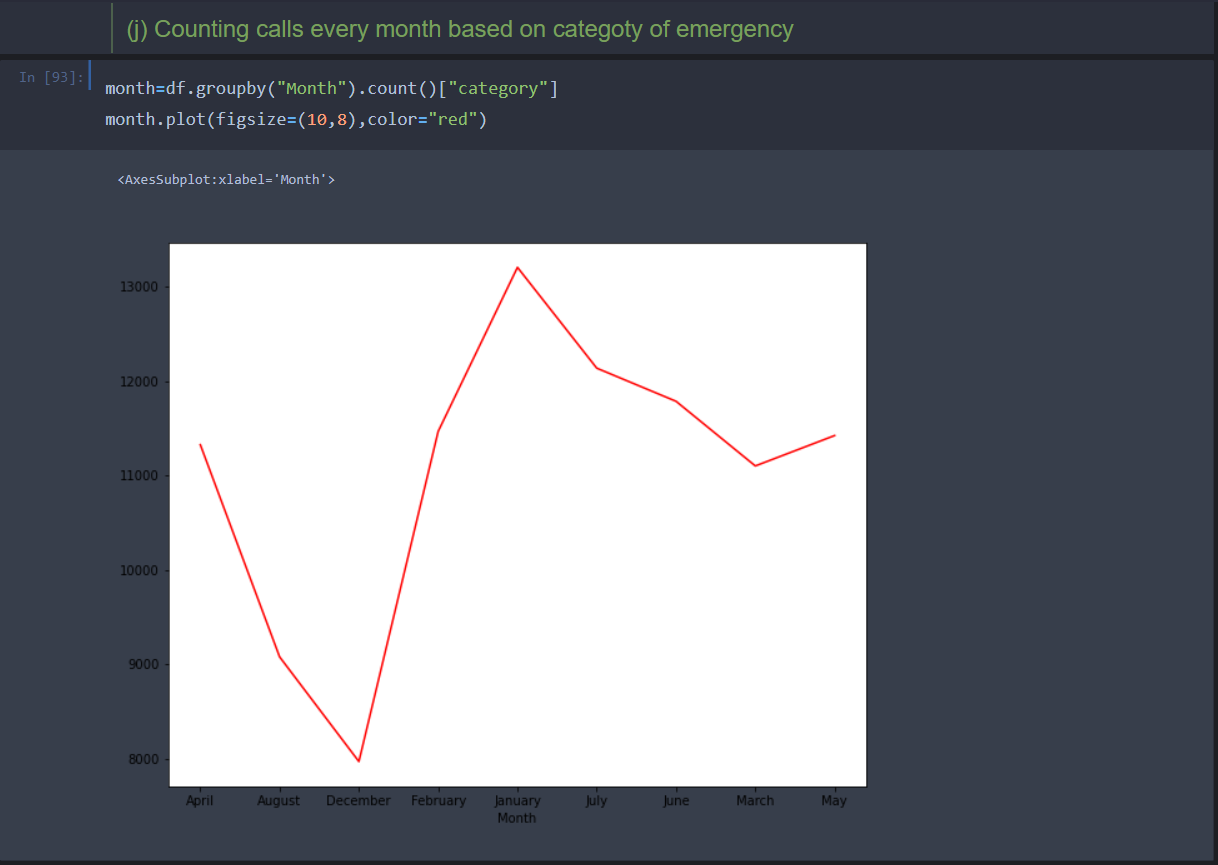 (j) Counting calls every month based on categoty of emergency
In [93]:
month=df.groupby("Month").count()["category"]
month.plot(figsize=(10,8),color="red")
<AxesSubplot:xlabel='Month'>
13000
12000
11000
10000
9000
8000
April August December February January July June March May
Month